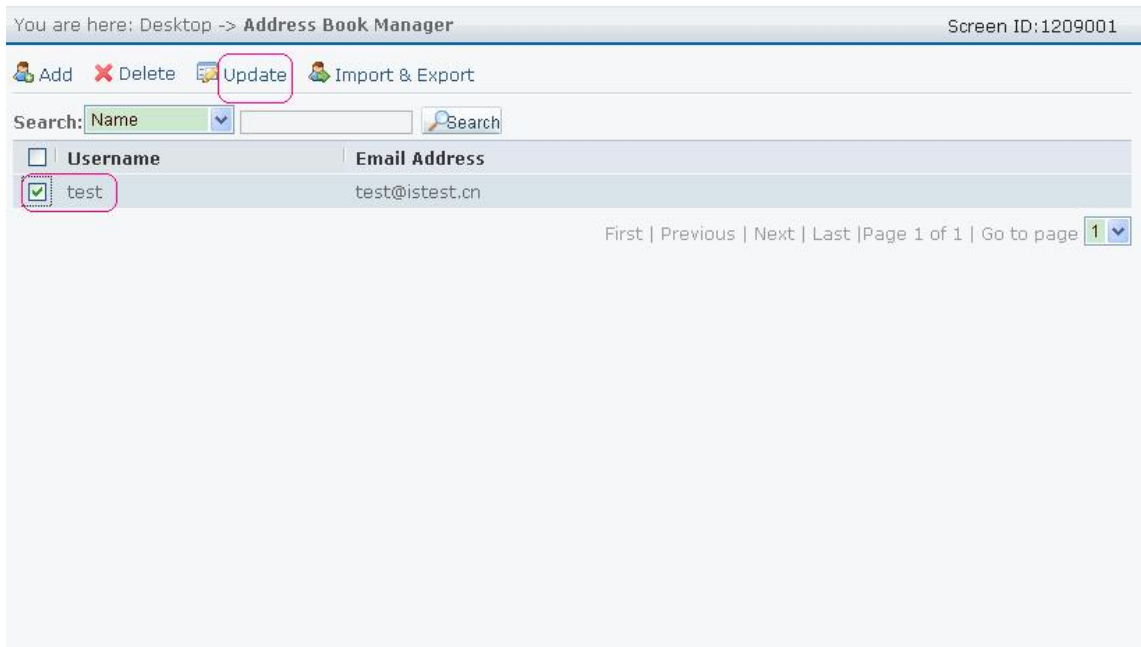 You are here: Desktop -> Address Book Manager Screen ID:1209001
Add Delete Update Import & Export
Search: Name Search
Username Email Address
test test@istest.cn
First | Previous | Next | Last |Page 1 of 1 | Go to page 1